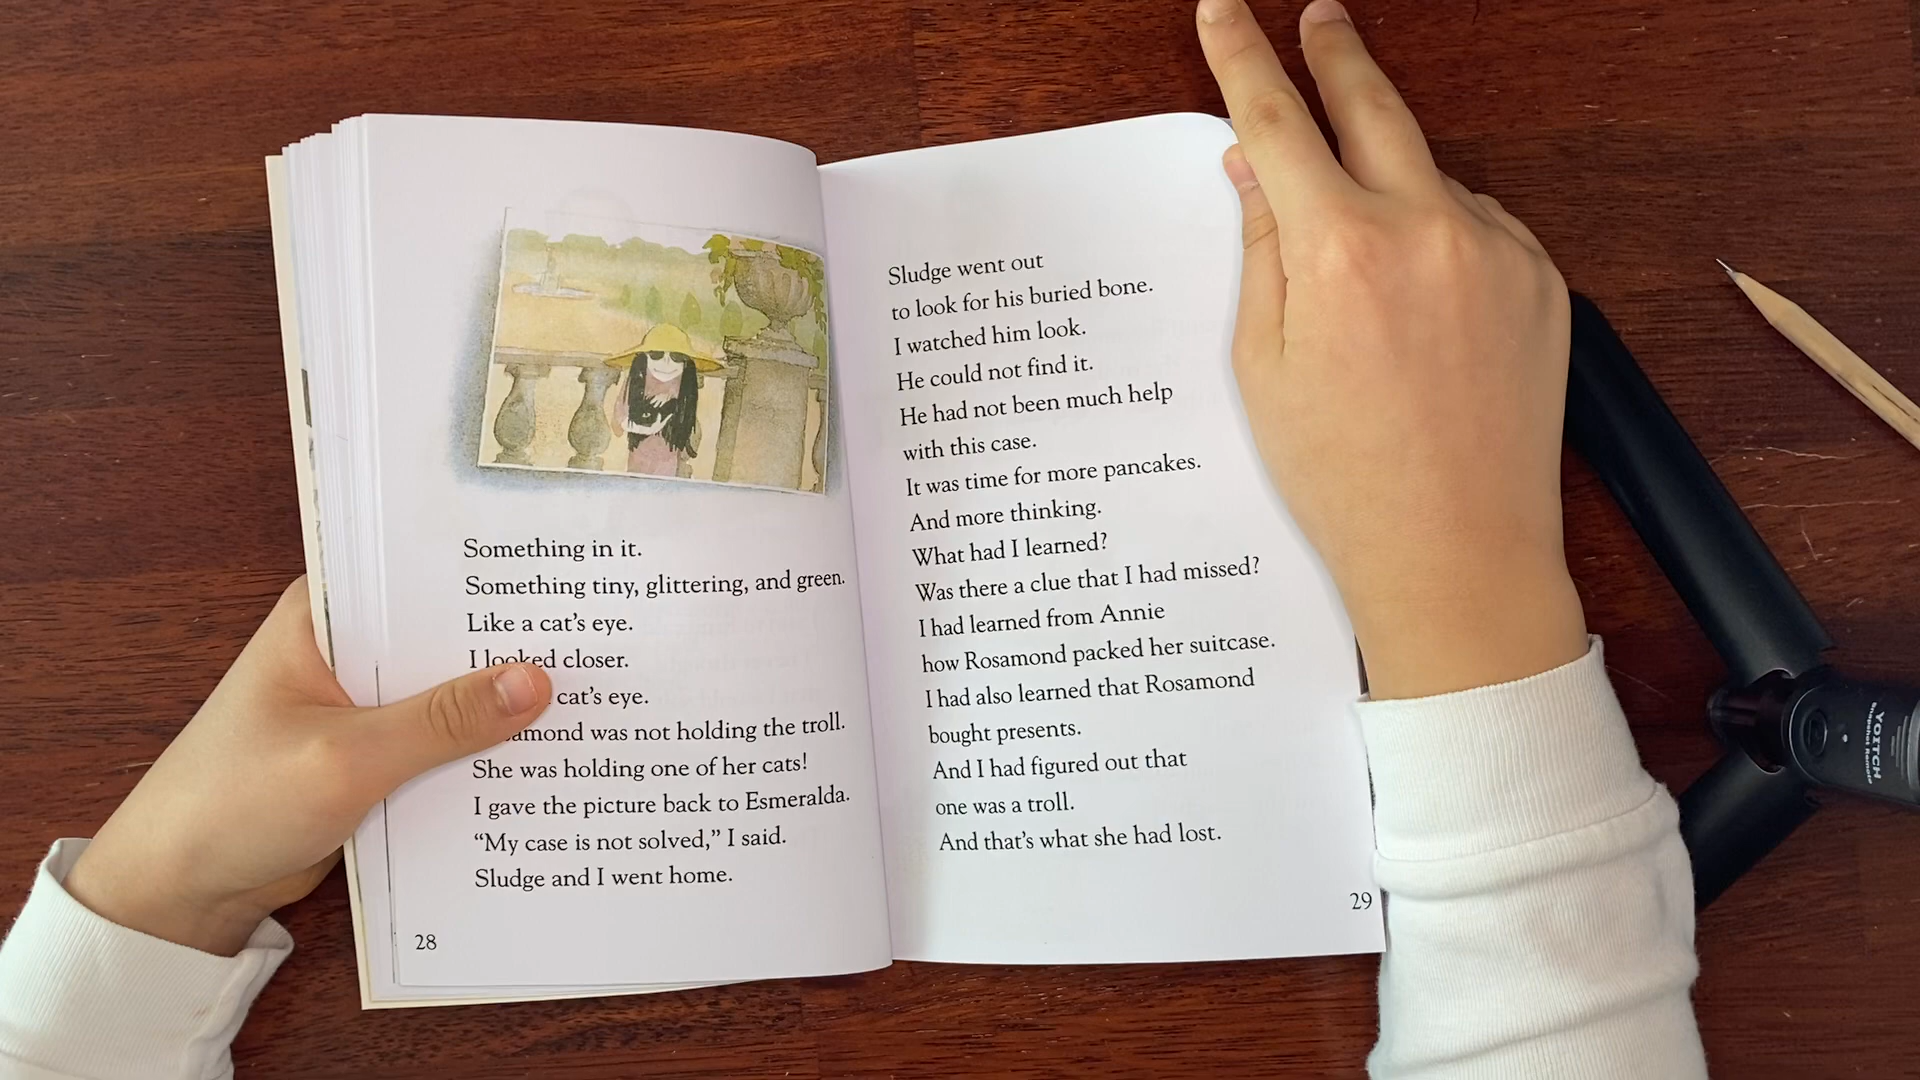 Something in it.
Something tiny, glittering, and green.
Like a cat's eye.
I looked closer.
cat's eye.
was not holding the troll.
She was holding one of her cats!
I gave the picture back to Esmeralda.
“My case is not solved,” I said.
Sludge and I went home.
28
Sludge went out
to look for his buried bone.
I watched him look.
He could not find it.
He had not been much help
with this case.
It was time for more pancakes.
And more thinking.
What had I learned?
Was there a clue that I had missed?
I had learned from Annie
how Rosamond packed her suitcase.
I had also learned that Rosamond
bought presents.
And I had figured out that
one was a troll.
And that's what she had lost.
29
YOITCH
Snapshot Remote